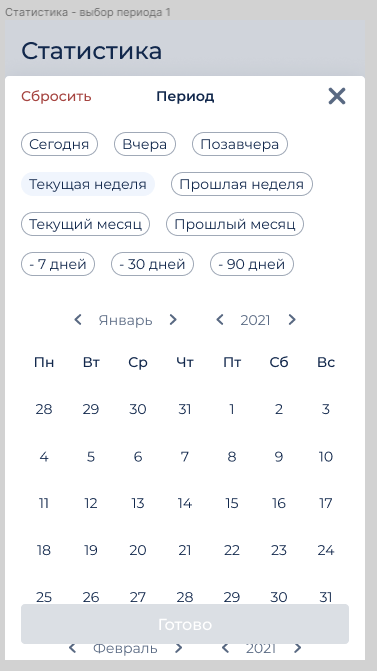 Статистика - выбор периода 1
Статистика
Сбросить Период
Сегодня Вчера Позавчера
Текущая неделя Прошлая неделя
Текущий месяц Прошлый месяц
- 7 дней - 30 дней - 90 дней
Январь 2021
Пн Вт Ср Чт Пт Сб Вс
28 29 30 31 1 2 3
4 5 6 7 8 9 10
11 12 13 14 15 16 17
18 19 20 21 22 23 24
25 26 27 28 29 30 31
Готово
Февраль 2021